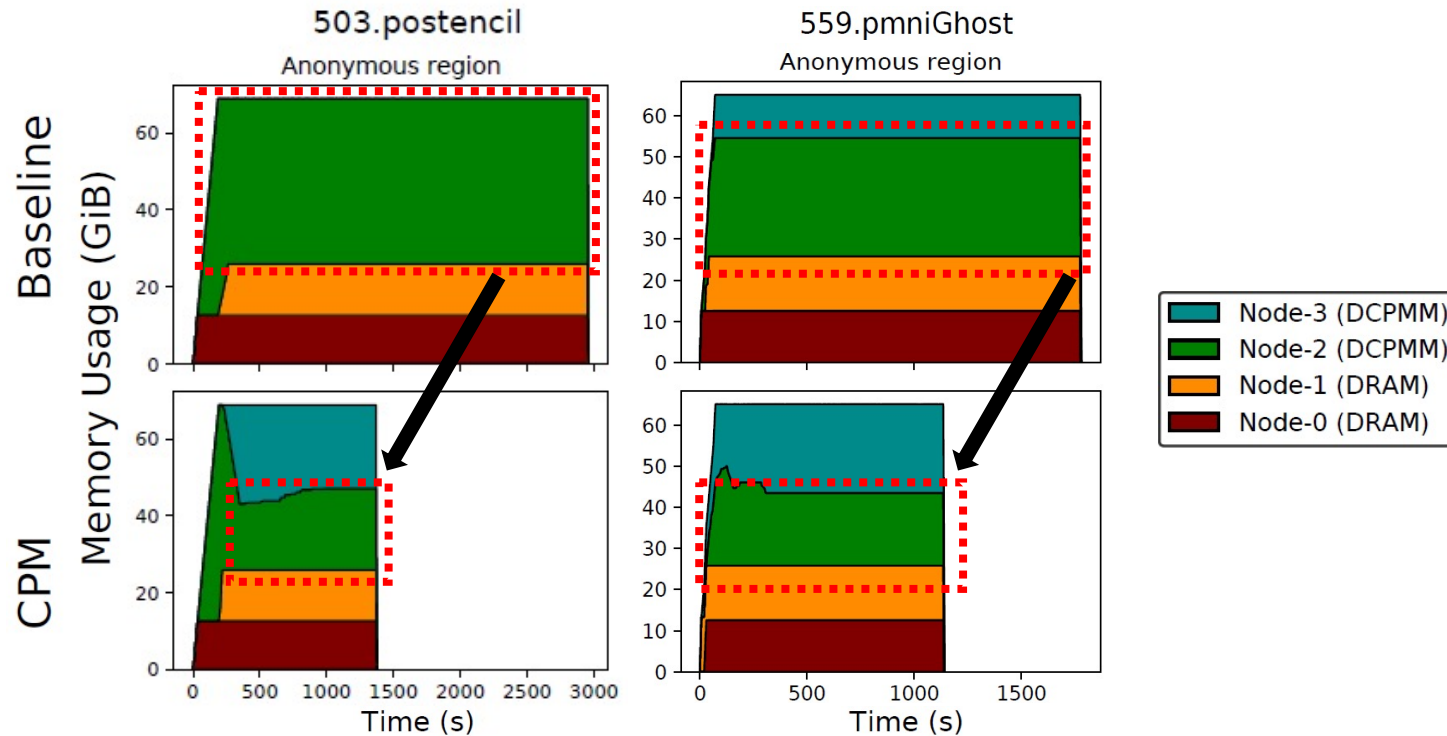 503.postencil
559.pmniGhost
Anonymous region
Anonymous region
Baseline
CPM
Memory Usage (GiB)
60
40
20
0
60
50
40
30
20
10
0
60
40
20
0
0 500 1000 1500 2000 2500 3000
Time (s)
60
50
40
30
20
10
0
0 500 1000 1500
Time (s)
Node-3 (DCPMM)
Node-2 (DCPMM)
Node-1 (DRAM)
Node-0 (DRAM)